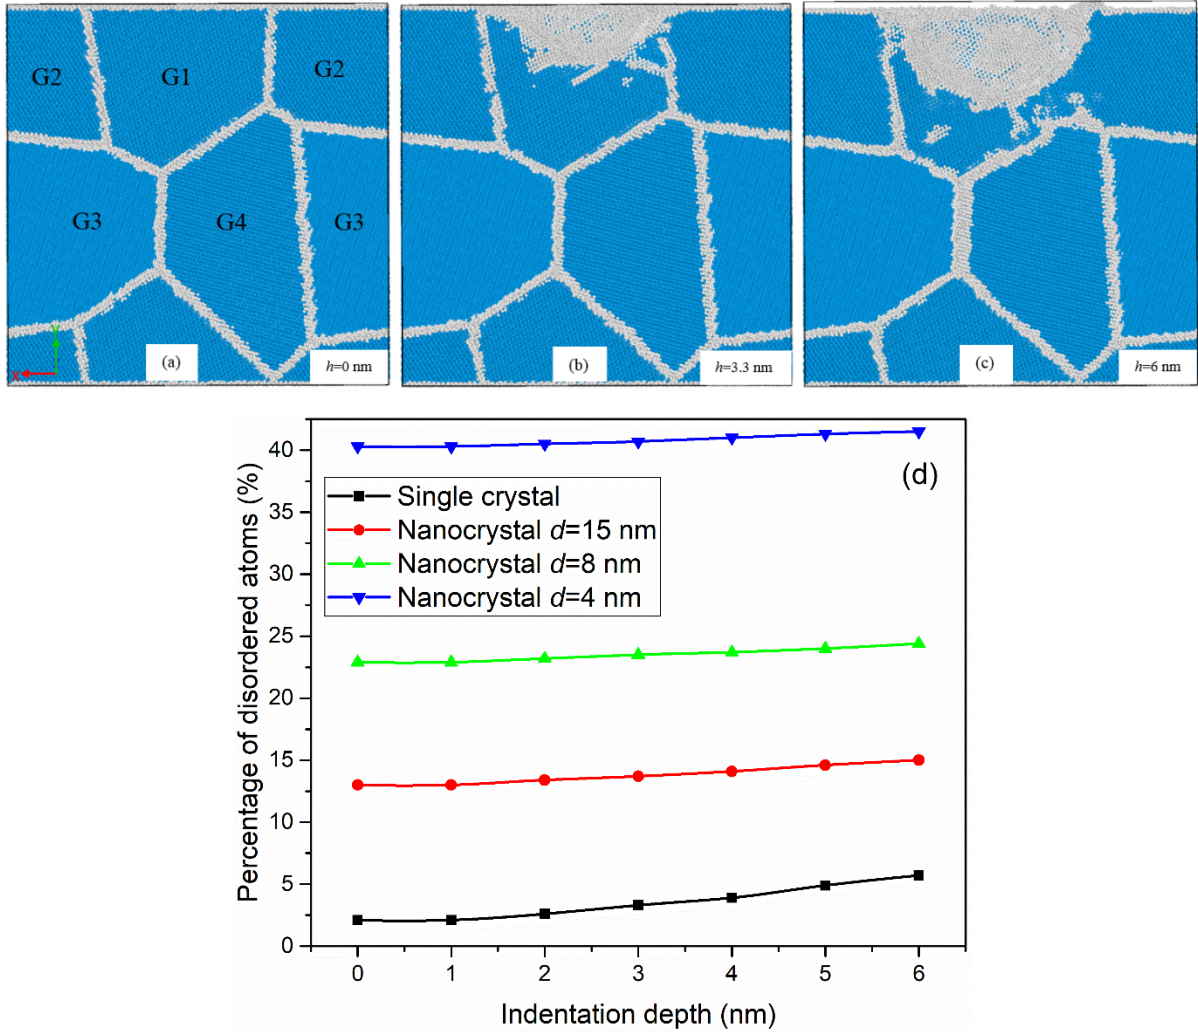 G2
G1
G2
G3
G4
G3
Y
X
(a)
h=0 nm
(b)
h=3.3 nm
(c)
h=6 nm
(d)
Percentage of disordered atoms (%)
40
35
30
25
20
15
10
5
0
Single crystal
Nanocrystal d=15 nm
Nanocrystal d=8 nm
Nanocrystal d=4 nm
0 1 2 3 4 5 6
Indentation depth (nm)